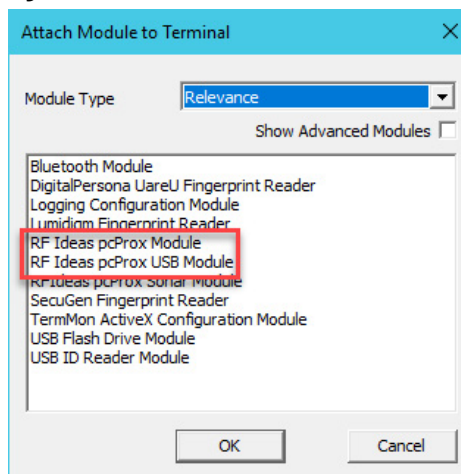 Attach Module to Terminal
Module Type
Relevance
Show Advanced Modules
Bluetooth Module
DigitalPersona UareU Fingerprint Reader
Logging Configuration Module
Lumidigm Fingerprint Reader
RF Ideas pcProx Module
RF Ideas pcProx USB Module
RFIdeas pcProx Sonar Module
SecuGen Fingerprint Reader
TermMon ActiveX Configuration Module
USB Flash Drive Module
USB ID Reader Module
OK Cancel